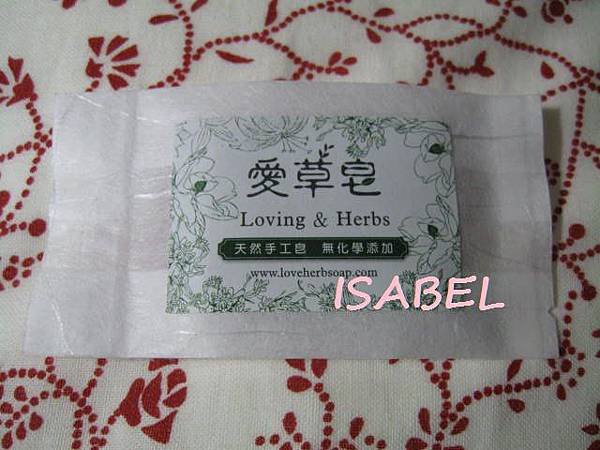 愛草皂
Loving & Herbs
天然手工皂 無化學添加
www.loveherbsoap.com
ISABEL